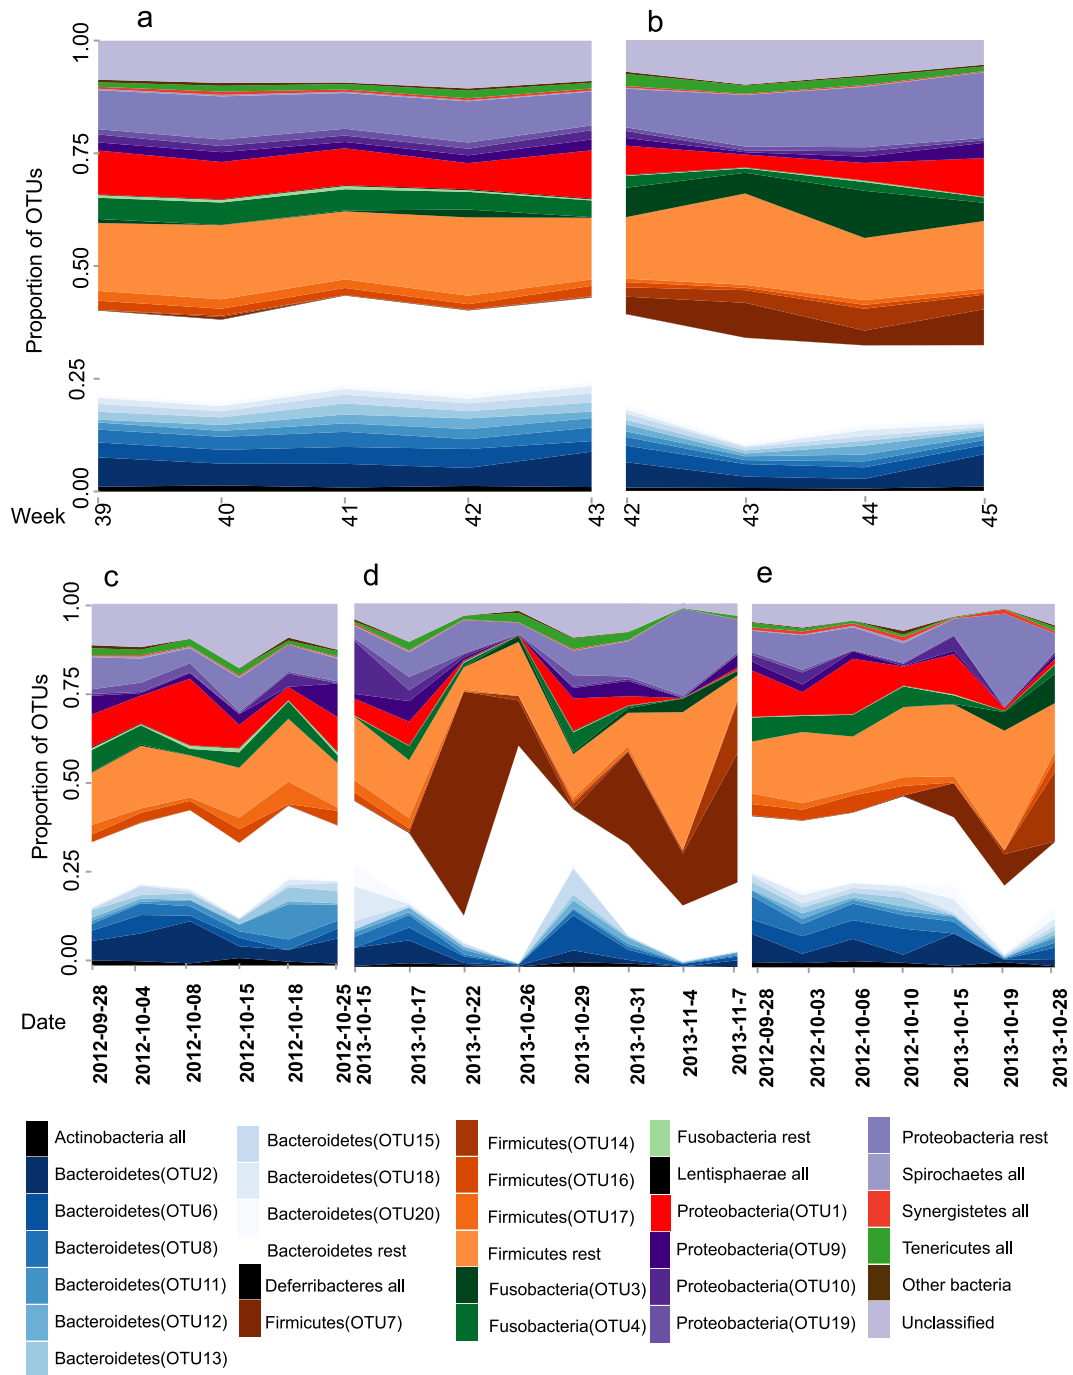 a
b
1.00
0.75
0.50
0.25
0.00
Proportion of OTUs
Week
39
40
41
42
43
42
43
44
45
c
d
e
1.00
0.75
0.50
0.25
0.00
Proportion of OTUs
Date
2012-09-28
2012-10-04
2012-10-08
2012-10-15
2012-10-18
2012-10-25
2013-10-15
2013-10-17
2013-10-22
2013-10-26
2013-10-29
2013-10-31
2013-11-4
2013-11-7
2012-09-28
2012-10-03
2012-10-06
2012-10-10
2013-10-15
2013-10-19
2013-10-28
Actinobacteria all
Bacteroidetes(OTU2)
Bacteroidetes(OTU6)
Bacteroidetes(OTU8)
Bacteroidetes(OTU11)
Bacteroidetes(OTU12)
Bacteroidetes(OTU13)
Bacteroidetes(OTU15)
Bacteroidetes(OTU18)
Bacteroidetes(OTU20)
Bacteroidetes rest
Deferribacteres all
Firmicutes(OTU7)
Firmicutes(OTU14)
Firmicutes(OTU16)
Firmicutes(OTU17)
Firmicutes rest
Fusobacteria(OTU3)
Fusobacteria(OTU4)
Fusobacteria rest
Lentisphaerae all
Proteobacteria(OTU1)
Proteobacteria(OTU9)
Proteobacteria(OTU10)
Proteobacteria(OTU19)
Proteobacteria rest
Spirochaetes all
Synergistetes all
Tenericutes all
Other bacteria
Unclassified